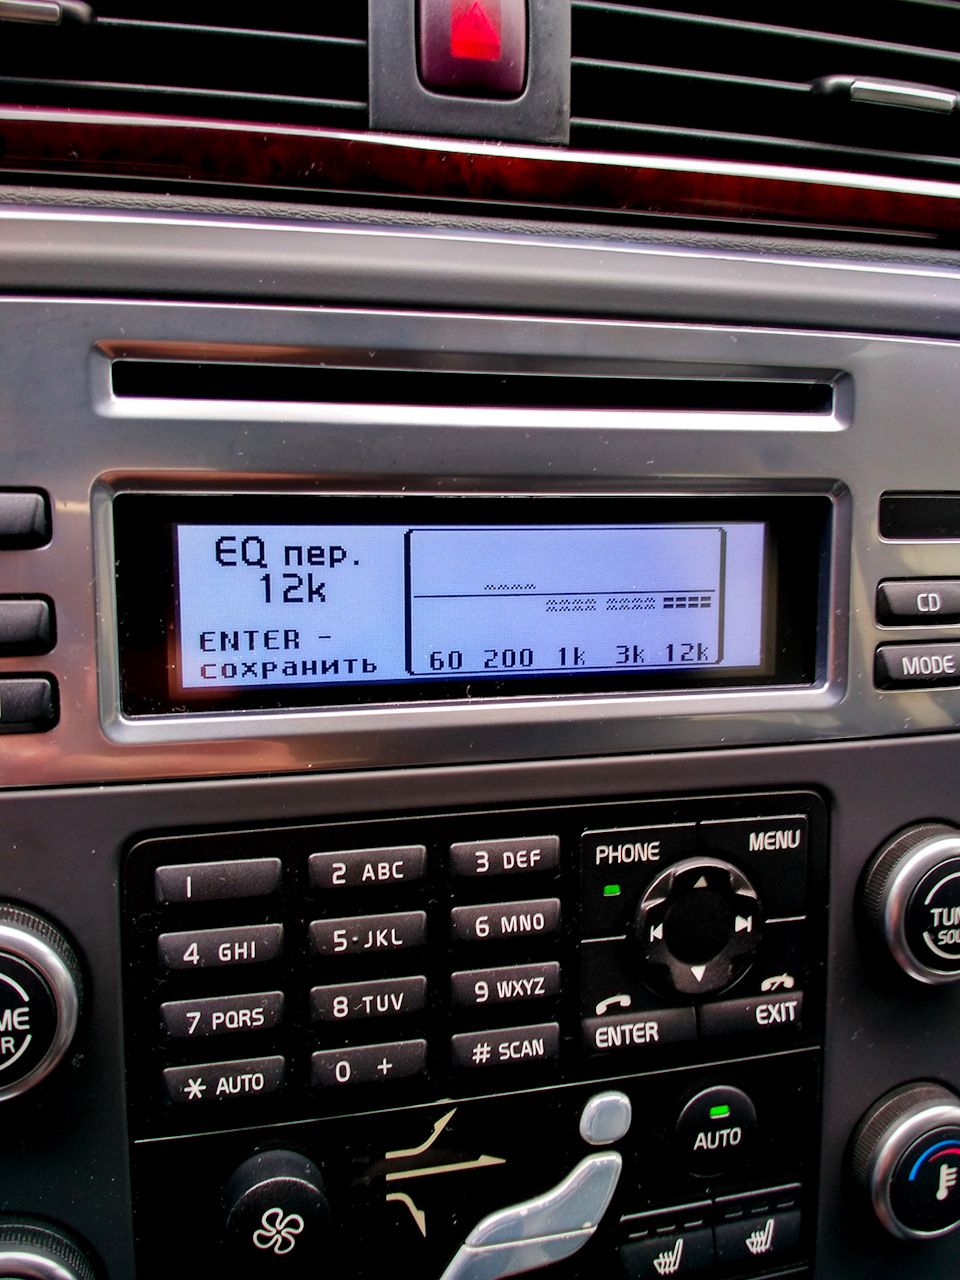 EQ пер.
12k
ENTER -
сохранить
60 200 1k 3k 12k
CD
MODE
1
2 ABC
3 DEF
PHONE
MENU
4 GHI
5 JKL
6 MNO
7 PQRS
8 TUV
9 WXYZ
ENTER
EXIT
* AUTO
0 +
# SCAN
AUTO